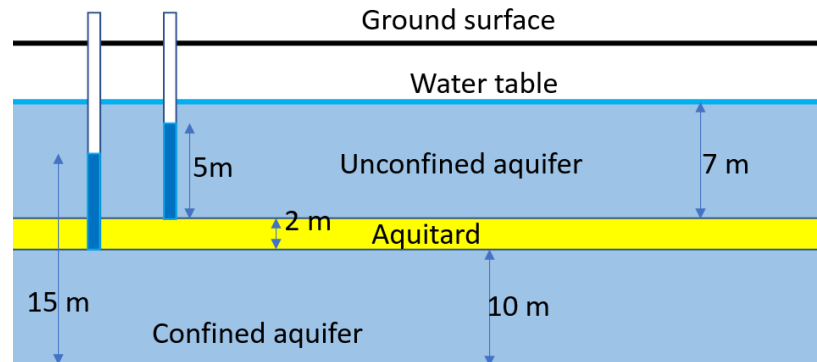 Ground surface
Water table
Unconfined aquifer
7 m
5m
2 m
Aquitard
15 m
10 m
Confined aquifer